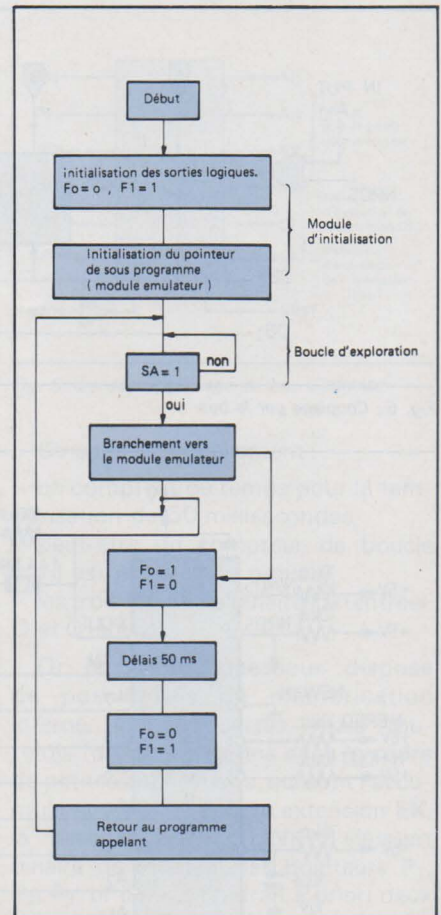 Début
initialisation des sorties logiques.
Fo = o , F1 = 1
Module
d'initialisation
Initialisation du pointeur
de sous programme
( module emulateur )
Boucle d'exploration
non
SA = 1
oui
Branchement vers
le module emulateur
Fo = 1
F1 = 0
Délais 50 ms
Fo = 0
F1 = 1
Retour au programme
appelant